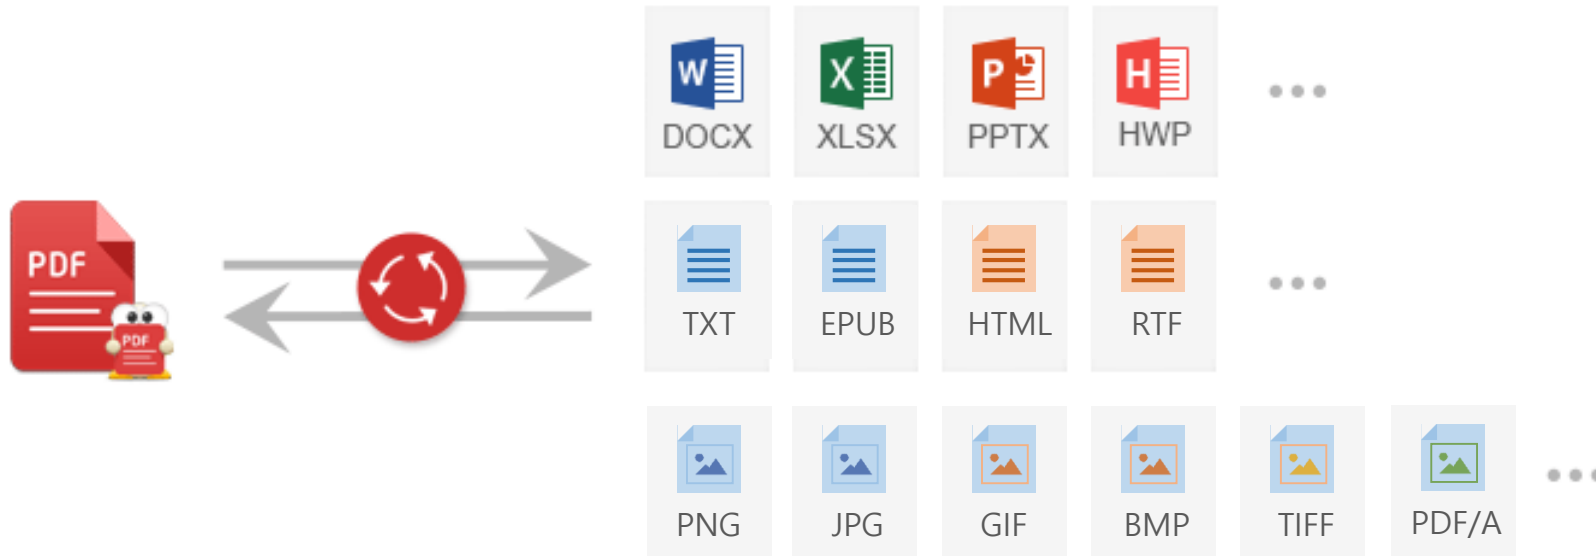 W
X
P
H
DOCX
XLSX
PPTX
HWP
PDF
PDF
TXT
EPUB
HTML
RTF
PNG
JPG
GIF
BMP
TIFF
PDF/A